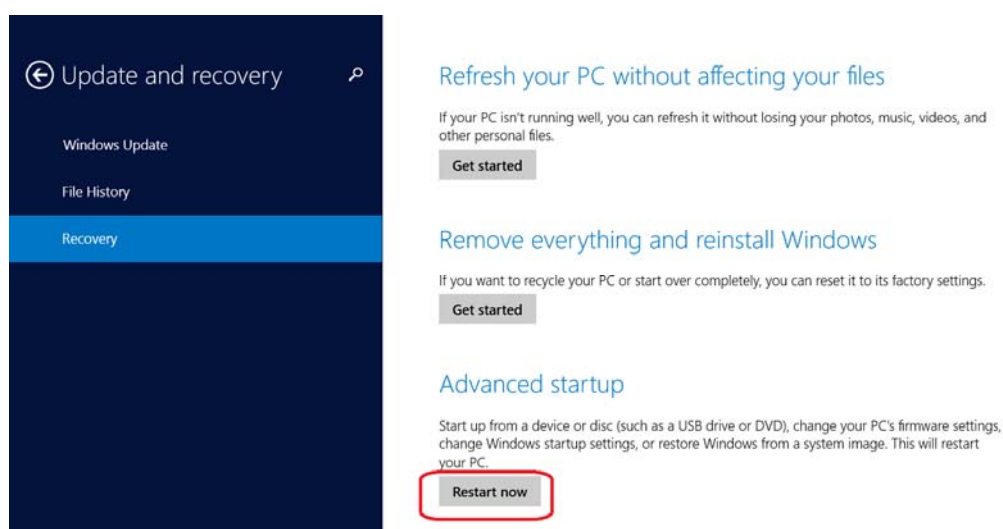 Update and recovery
Windows Update
File History
Recovery
Refresh your PC without affecting your files
If your PC isn't running well, you can refresh it without losing your photos, music, videos, and
other personal files.
Get started
Remove everything and reinstall Windows
If you want to recycle your PC or start over completely, you can reset it to its factory settings.
Get started
Advanced startup
Start up from a device or disc (such as a USB drive or DVD), change your PC's firmware settings,
change Windows startup settings, or restore Windows from a system image. This will restart
your PC.
Restart now